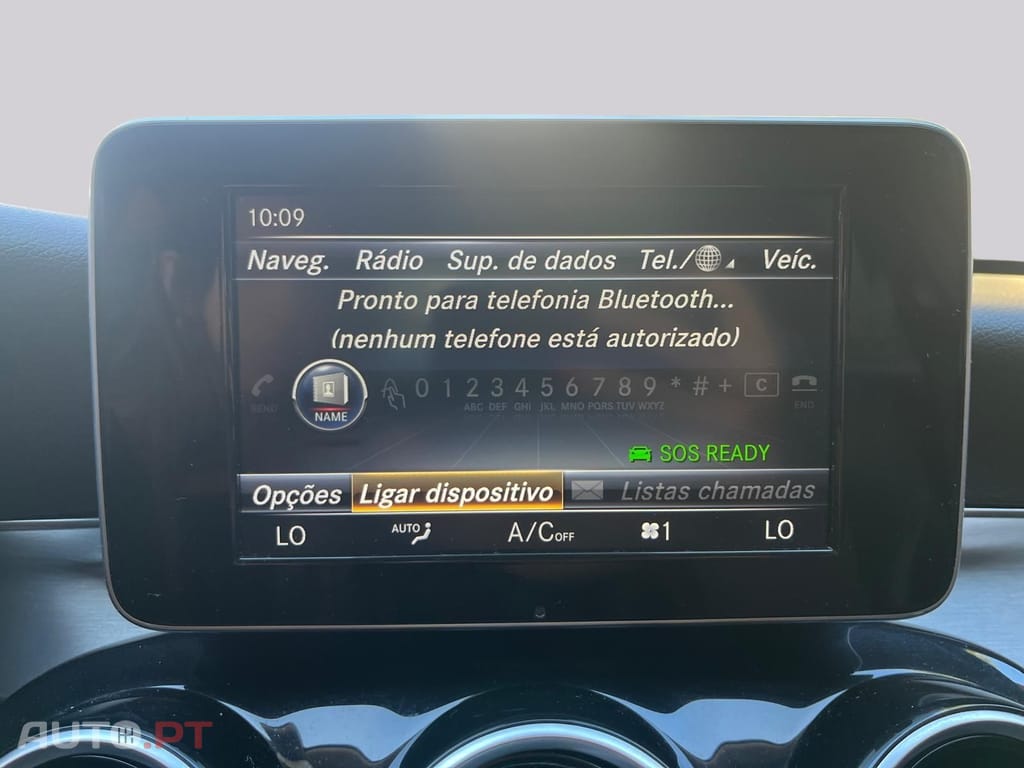 10:09
Naveg. Rádio Sup. de dados Tel./ Veíc.
Pronto para telefonia Bluetooth...
(nenhum telefone está autorizado)
SEND NAME 0 1 2 3 4 5 6 7 8 9 * # + C END
ABC DEF GHI JKL MNO PQRS TUV WXYZ
SOS READY
Opções Ligar dispositivo Listas chamadas
LO AUTO A/C OFF 1 LO
AUTO.PT